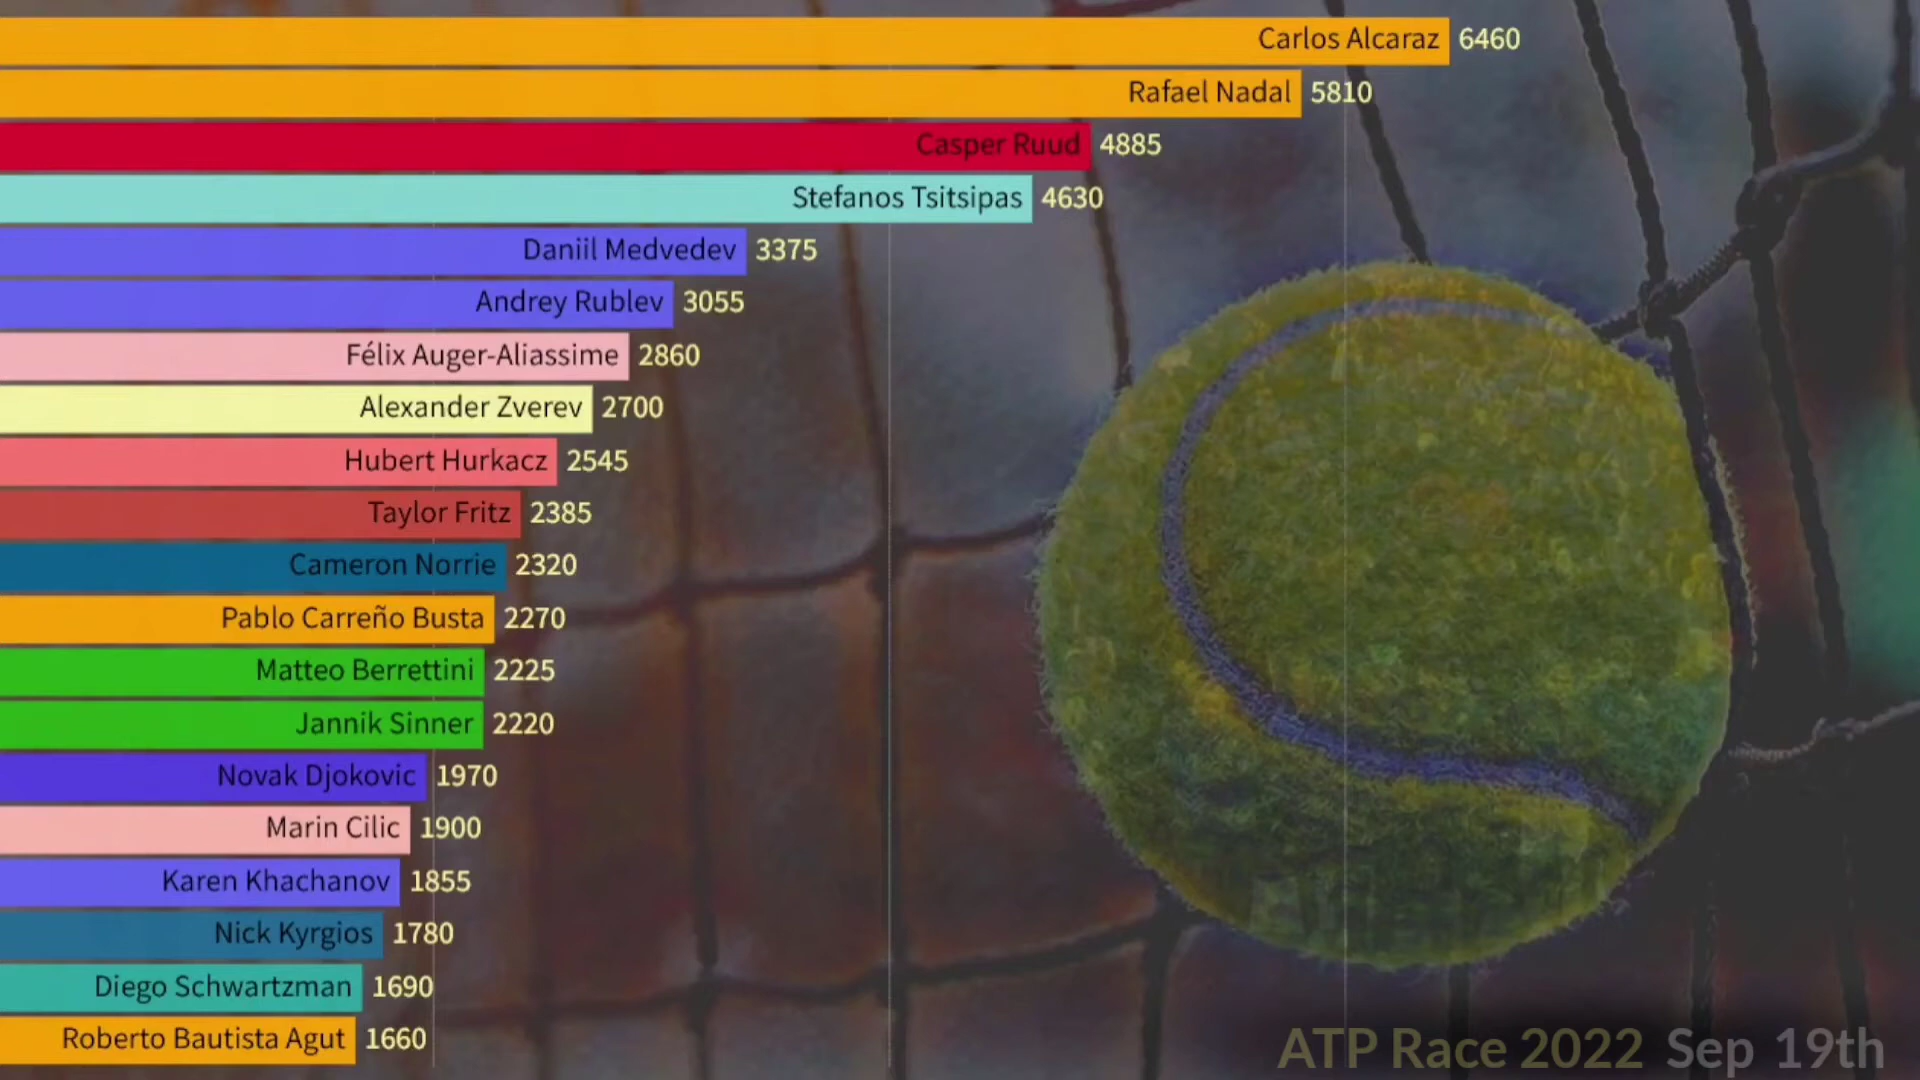 Carlos Alcaraz 6460
Rafael Nadal 5810
Casper Ruud 4885
Stefanos Tsitsipas 4630
Daniil Medvedev 3375
Andrey Rublev 3055
Félix Auger-Aliassime 2860
Alexander Zverev 2700
Hubert Hurkacz 2545
Taylor Fritz 2385
Cameron Norrie 2320
Pablo Carreño Busta 2270
Matteo Berrettini 2225
Jannik Sinner 2220
Novak Djokovic 1970
Marin Cilic 1900
Karen Khachanov 1855
Nick Kyrgios 1780
Diego Schwartzman 1690
Roberto Bautista Agut 1660
ATP Race 2022 Sep 19th